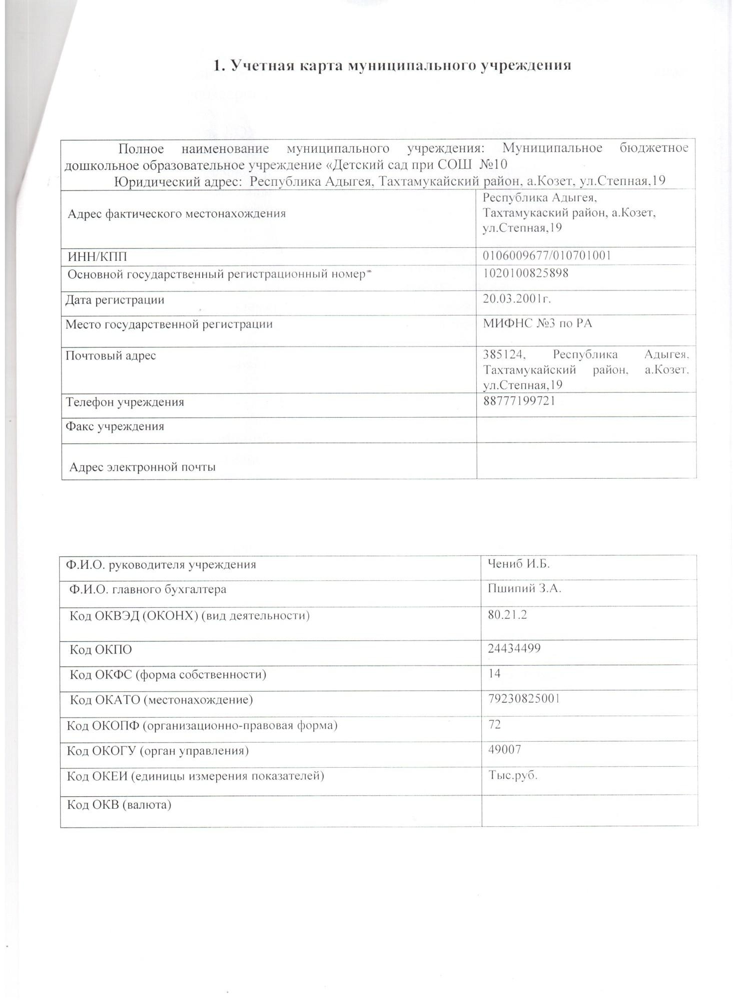 1. Учетная карта муниципального учреждения
Полное наименование муниципального учреждения: Муниципальное бюджетное
дошкольное образовательное учреждение «Детский сад при СОШ №10
Юридический адрес: Республика Адыгея, Тахтамукайский район, а.Козет, ул.Степная,19
Адрес фактического местонахождения
Республика Адыгея,
Тахтамукаский район, а.Козет,
ул.Степная,19
ИНН/КПП
0106009677/010701001
Основной государственный регистрационный номер
1020100825898
Дата регистрации
20.03.2001г.
Место государственной регистрации
МИФНС №3 по РА
Почтовый адрес
385124, Республика Адыгея,
Тахтамукайский район, а.Козет,
ул.Степная,19
Телефон учреждения
88777199721
Факс учреждения
Адрес электронной почты
Ф.И.О. руководителя учреждения
Чениб И.Б.
Ф.И.О. главного бухгалтера
Пшипий З.А.
Код ОКВЭД (ОКОНХ) (вид деятельности)
80.21.2
Код ОКПО
24434499
Код ОКФС (форма собственности)
14
Код ОКАТО (местонахождение)
79230825001
Код ОКОПФ (организационно-правовая форма)
72
Код ОКОГУ (орган управления)
49007
Код ОКЕИ (единицы измерения показателей)
Тыс.руб.
Код ОКВ (валюта)